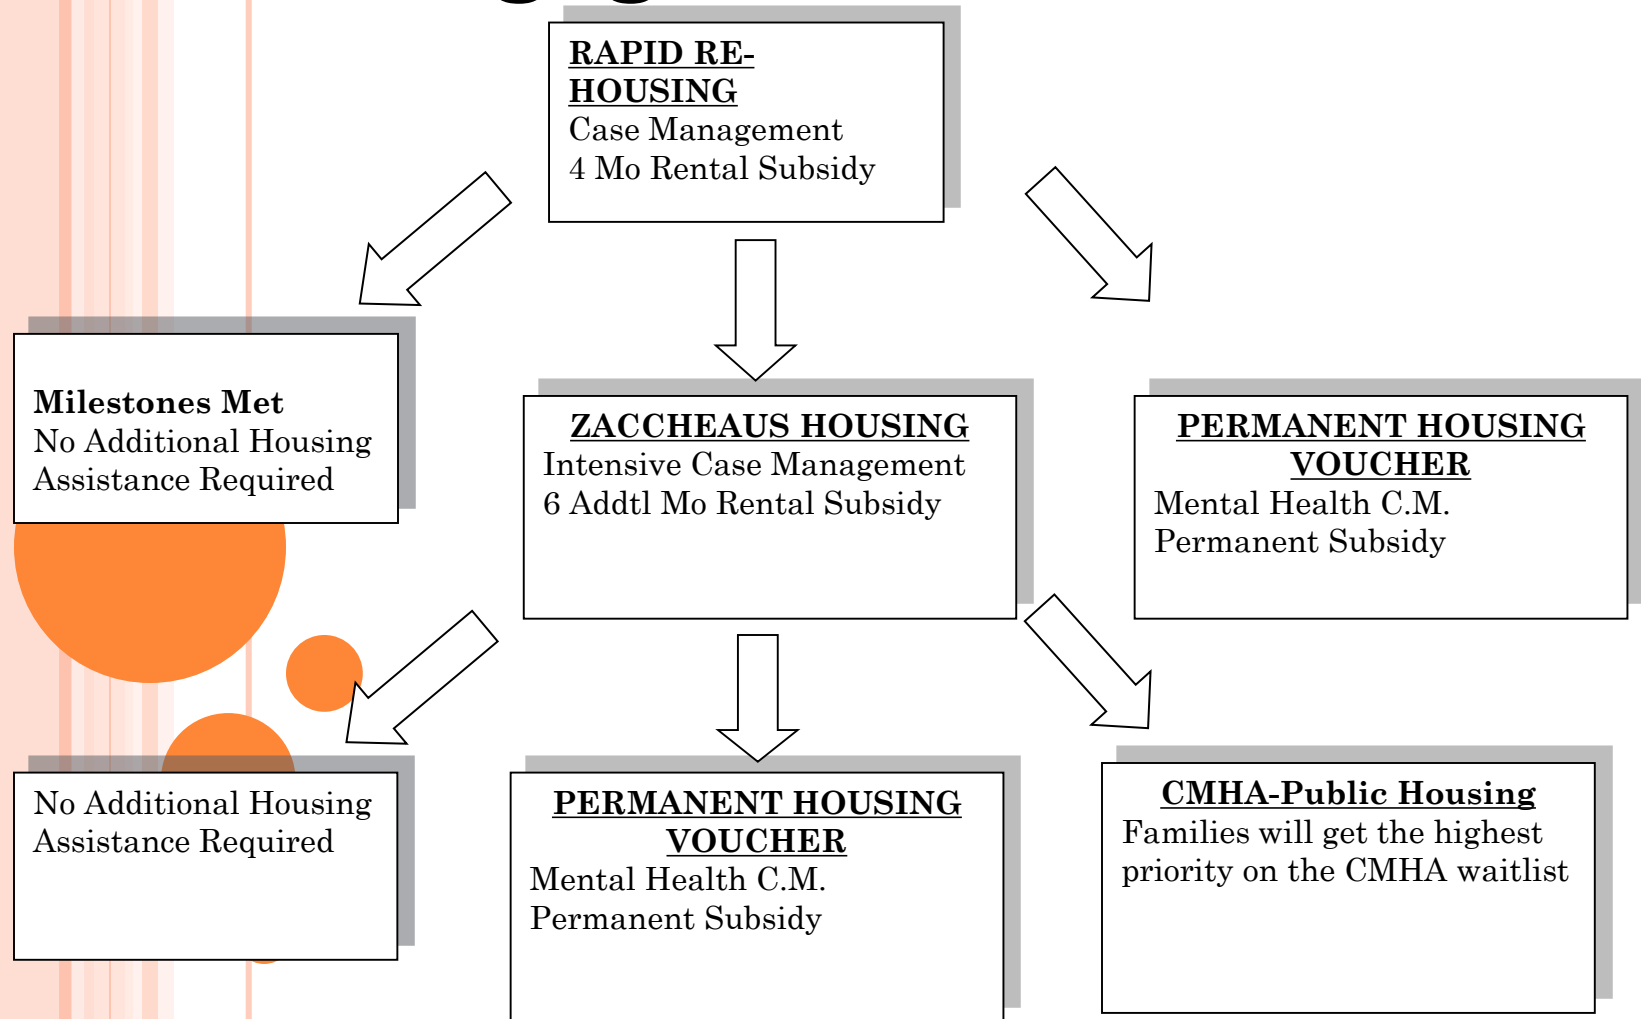 RAPID RE-
HOUSING
Case Management
4 Mo Rental Subsidy
Milestones Met
No Additional Housing
Assistance Required
ZACCHEAUS HOUSING
Intensive Case Management
6 Addtl Mo Rental Subsidy
PERMANENT HOUSING
VOUCHER
Mental Health C.M.
Permanent Subsidy
No Additional Housing
Assistance Required
PERMANENT HOUSING
VOUCHER
Mental Health C.M.
Permanent Subsidy
CMHA-Public Housing
Families will get the highest
priority on the CMHA waitlist